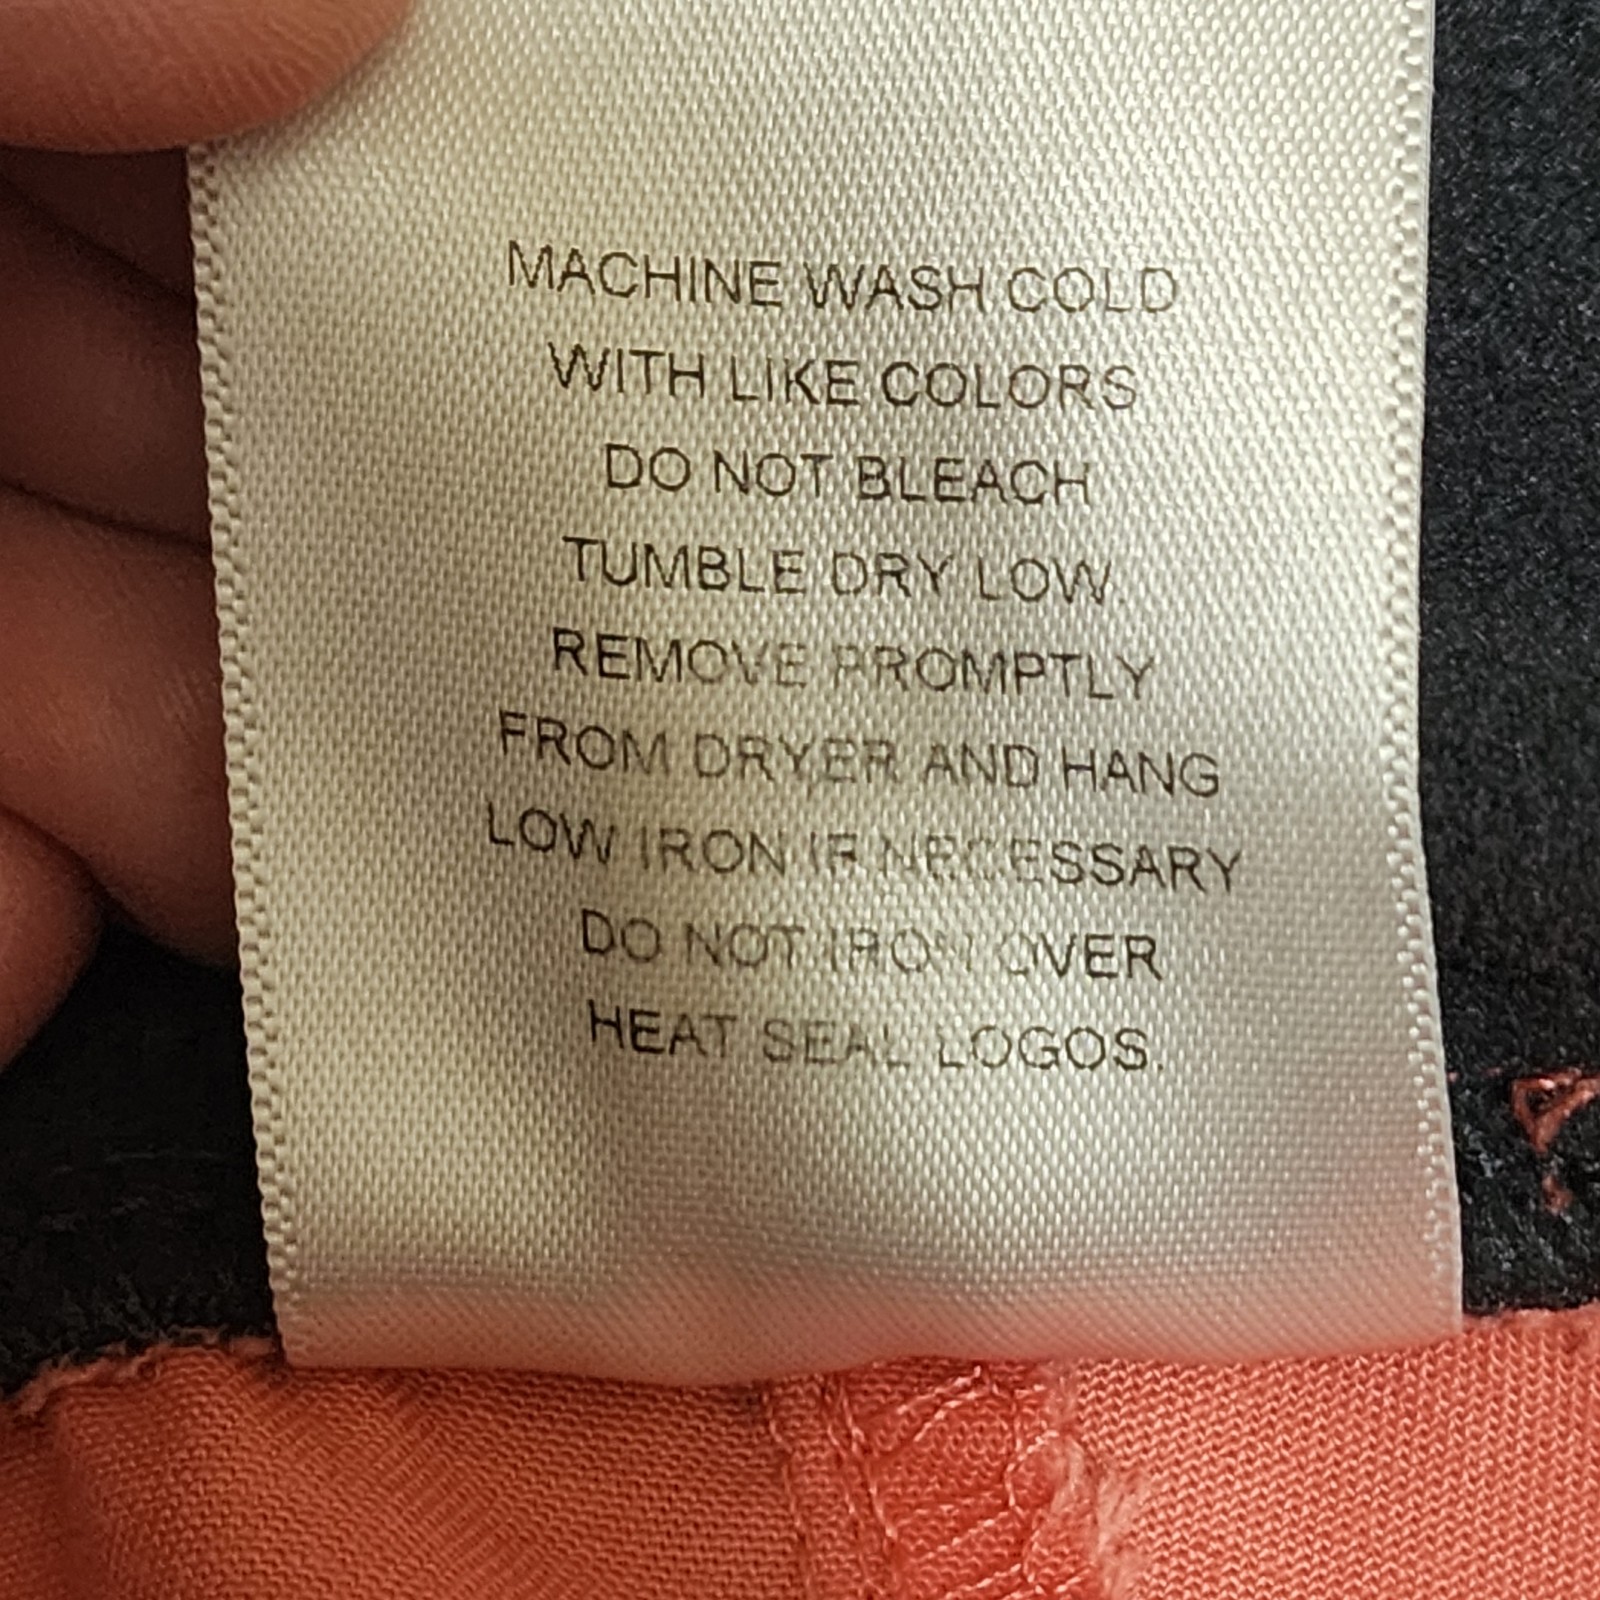 MACHINE WASH COLD
WITH LIKE COLORS
DO NOT BLEACH
TUMBLE DRY LOW.
REMOVE PROMPTLY
FROM DRYER AND HANG
LOW IRON IF NECESSARY
DO NOT IRON OVER
HEAT SEAL LOGOS.